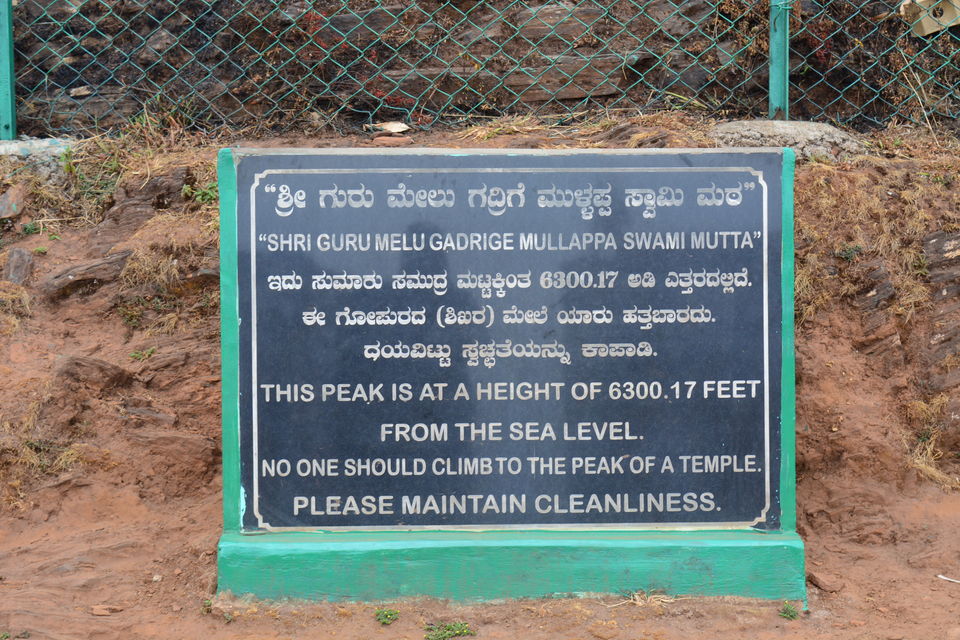 “ಶ್ರೀ ಗುರು ಮೇಲು ಗದ್ರಿಗೆ ಮುಳ್ಳಪ್ಪ ಸ್ವಾಮಿ ಮಠ”
“SHRI GURU MELU GADRIGE MULLAPPA SWAMI MUTTA”
ಇದು ಸುಮಾರು ಸಮುದ್ರ ಮಟ್ಟಕ್ಕಿಂತ 6300.17 ಅಡಿ ಎತ್ತರದಲ್ಲಿದೆ.
ಈ ಗೋಪುರದ (ಶಿಖರ) ಮೇಲೆ ಯಾರು ಹತ್ತಬಾರದು.
ಧಯವಿಟ್ಟು ಸ್ವಚ್ಛತೆಯನ್ನು ಕಾಪಾಡಿ.
THIS PEAK IS AT A HEIGHT OF 6300.17 FEET
FROM THE SEA LEVEL.
NO ONE SHOULD CLIMB TO THE PEAK OF A TEMPLE.
PLEASE MAINTAIN CLEANLINESS.